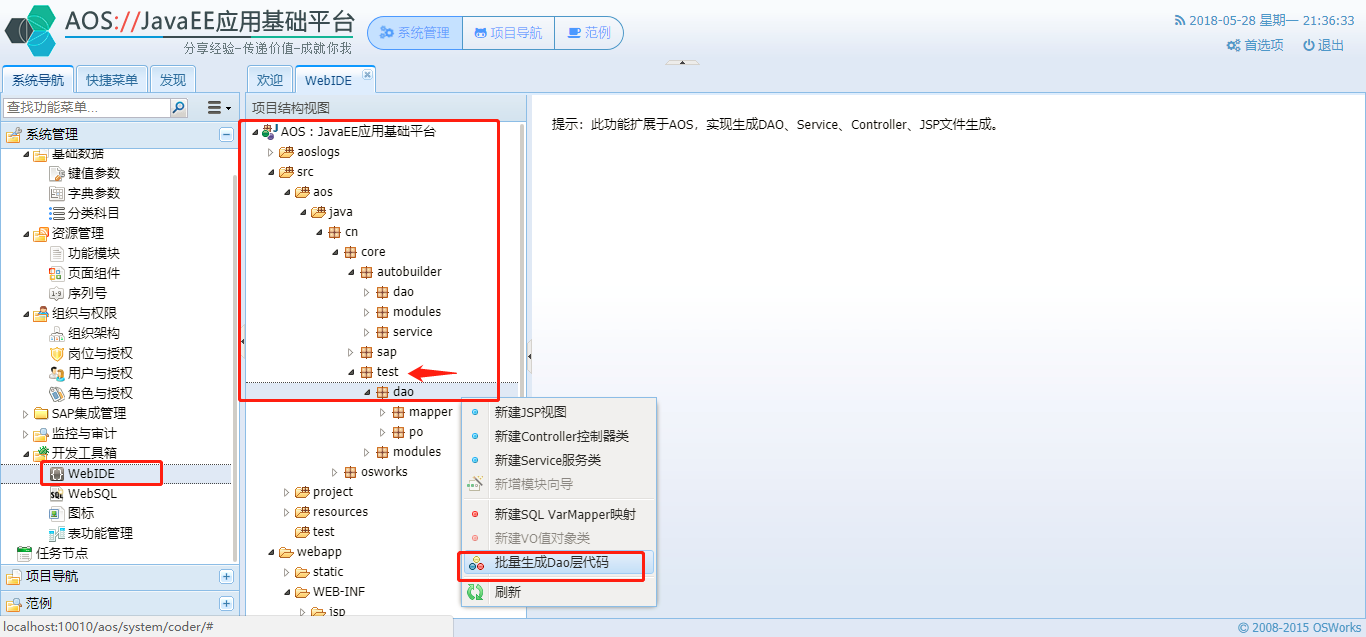 AOS://JavaEE应用基础平台
分享经验-传递价值-成就你我
系统管理
项目导航
范例
2018-05-28 星期一 21:36:33
首选项
退出
系统导航
快捷菜单
发现
查找功能菜单...
系统管理
基础数据
键值参数
字典参数
分类科目
资源管理
功能模块
页面组件
序列号
组织与权限
组织架构
岗位与授权
用户与授权
角色与授权
SAP集成管理
监控与审计
开发工具箱
WebIDE
WebSQL
图标
表功能管理
任务节点
项目导航
范例
localhost:10010/aos/system/coder/#
欢迎
WebIDE
项目结构视图
AOS：JavaEE应用基础平台
aoslogs
src
aos
java
cn
core
autobuilder
dao
modules
service
sap
test
dao
mapper
po
modules
osworks
project
resources
test
webapp
static
WEB-INF
jsp
新建JSP视图
新建Controller控制器类
新建Service服务类
新增模块向导
新建SQL VarMapper映射
新建VO值对象类
批量生成Dao层代码
刷新
提示：此功能扩展于AOS，实现生成DAO、Service、Controller、JSP文件生成。
© 2008-2015 OSWorks